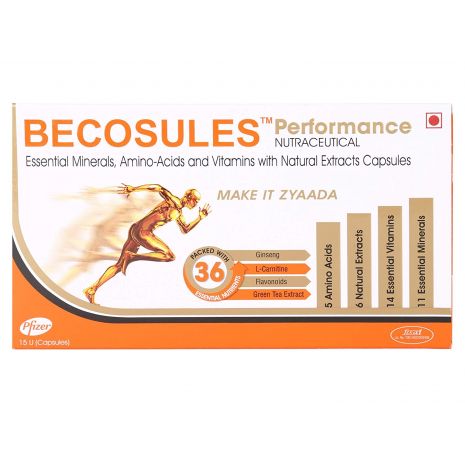 BECOSULES™ Performance
NUTRACEUTICAL
Essential Minerals, Amino-Acids and Vitamins with Natural Extracts Capsules
MAKE IT ZYAADA
PACKED WITH
36
ESSENTIAL NUTRIENTS
Ginseng
L-Carnitine
Flavonoids
Green Tea Extract
5 Amino Acids
6 Natural Extracts
14 Essential Vitamins
11 Essential Minerals
Pfizer
15 U (Capsules)
fssai